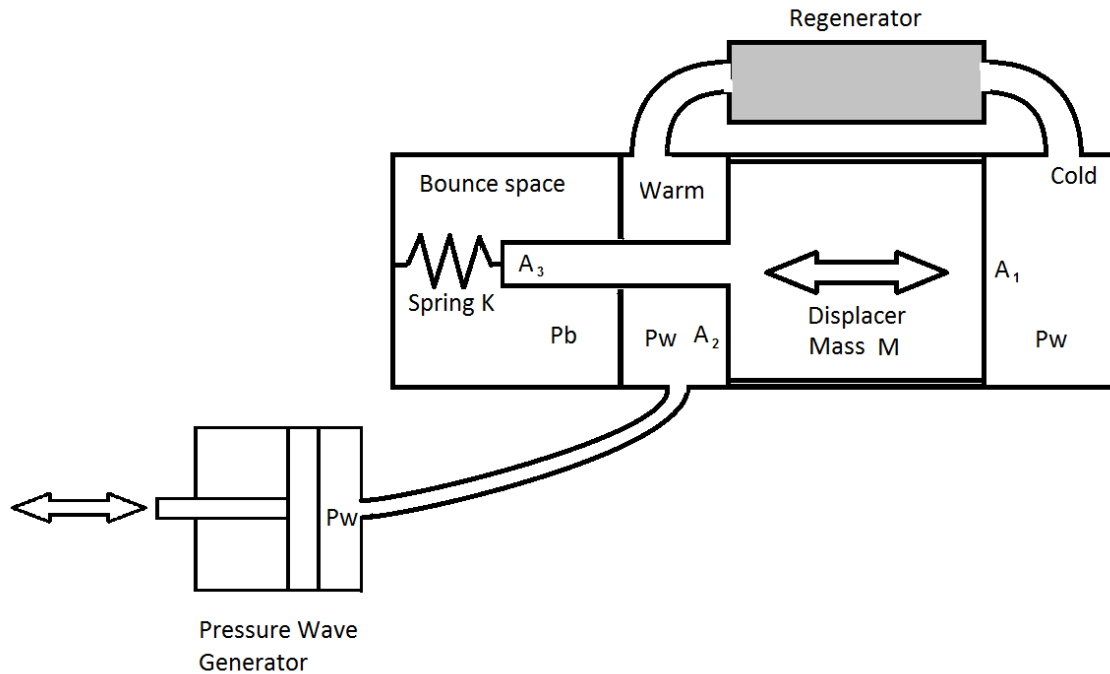 Regenerator
Bounce space
Warm
Cold
A₃
A₁
Spring K
Displacer
Mass M
Pb
Pw
A₂
Pw
Pw
Pressure Wave
Generator